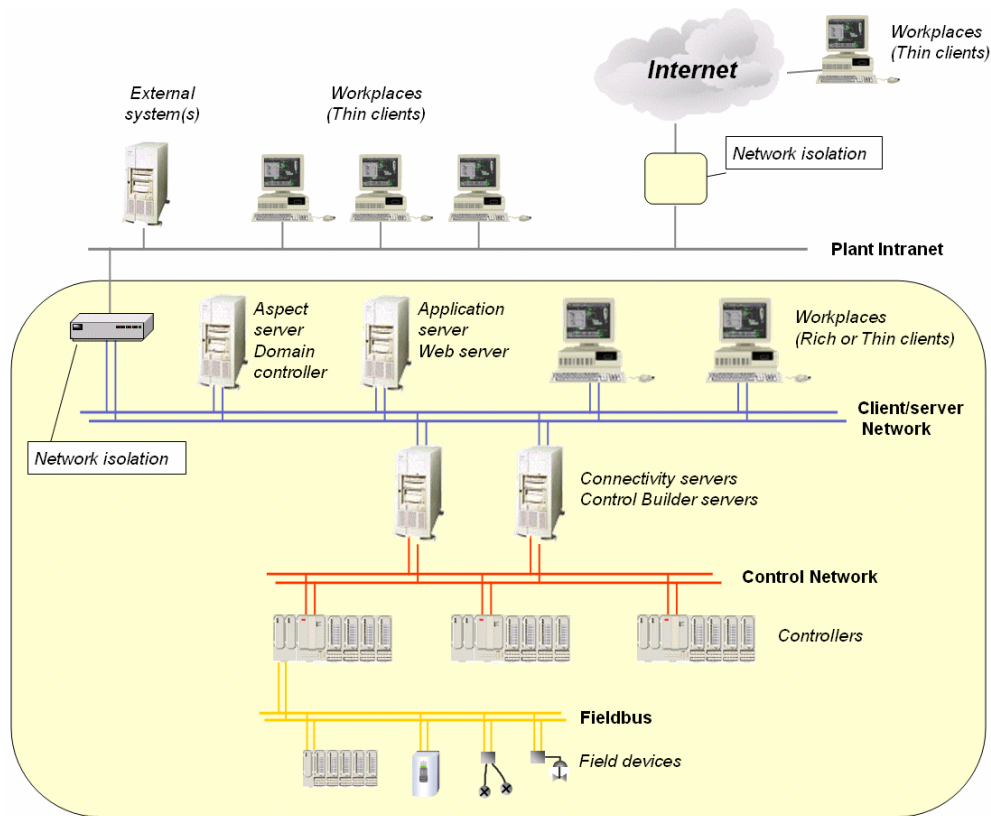 Workplaces
(Thin clients)
Internet
External
system(s)
Workplaces
(Thin clients)
Network isolation
Plant Intranet
Aspect
server
Domain
controller
Application
server
Web server
Workplaces
(Rich or Thin clients)
Client/server
Network
Network isolation
Connectivity servers
Control Builder servers
Control Network
Controllers
Fieldbus
Field devices